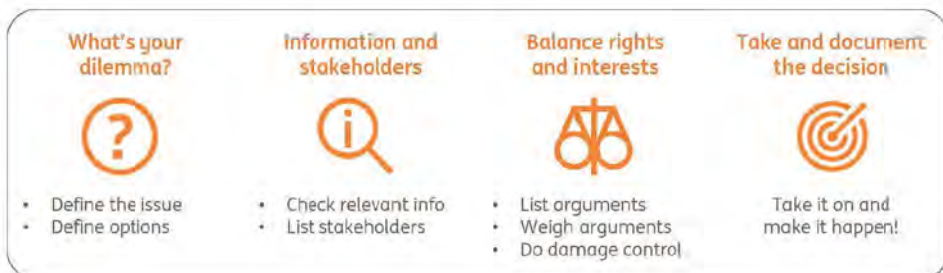 What's your
dilemma?
• Define the issue
• Define options
Information and
stakeholders
• Check relevant info
• List stakeholders
Balance rights
and interests
• List arguments
• Weigh arguments
• Do damage control
Take and document
the decision
Take it on and
make it happen!